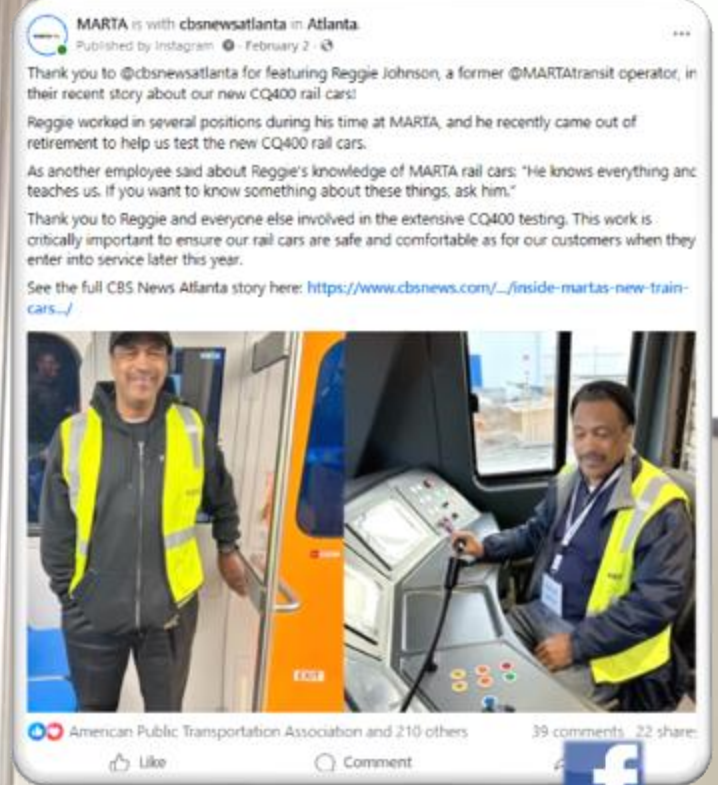 MARTA is with cbsnewsatlanta in Atlanta.
Published by Instagram · February 2 ·
Thank you to @cbsnewsatlanta for featuring Reggie Johnson, a former @MARTAtransit operator, in
their recent story about our new CQ400 rail cars!
Reggie worked in several positions during his time at MARTA, and he recently came out of
retirement to help us test the new CQ400 rail cars.
As another employee said about Reggie's knowledge of MARTA rail cars: "He knows everything anc
teaches us. If you want to know something about these things, ask him."
Thank you to Reggie and everyone else involved in the extensive CQ400 testing. This work is
critically important to ensure our rail cars are safe and comfortable as for our customers when they
enter into service later this year.
See the full CBS News Atlanta story here: https://www.cbsnews.com/.../inside-martas-new-train-
cars.../
EXIT
American Public Transportation Association and 210 others 39 comments 22 share
Like Comment
f